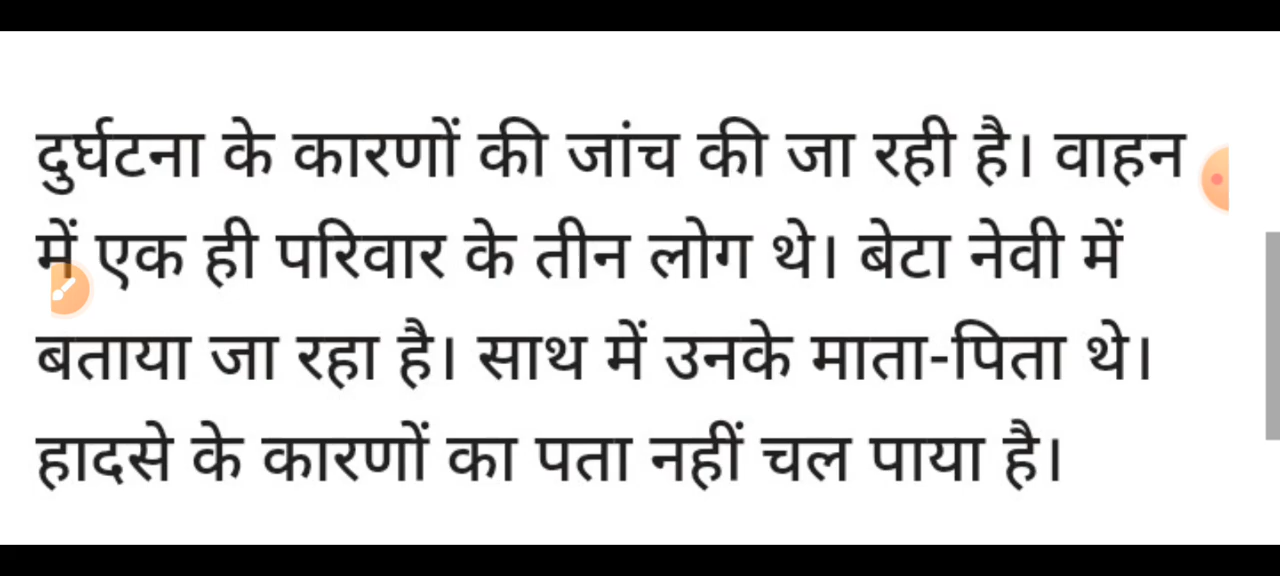 दुर्घटना के कारणों की जांच की जा रही है। वाहन
में एक ही परिवार के तीन लोग थे। बेटा नेवी में
बताया जा रहा है। साथ में उनके माता-पिता थे।
हादसे के कारणों का पता नहीं चल पाया है।